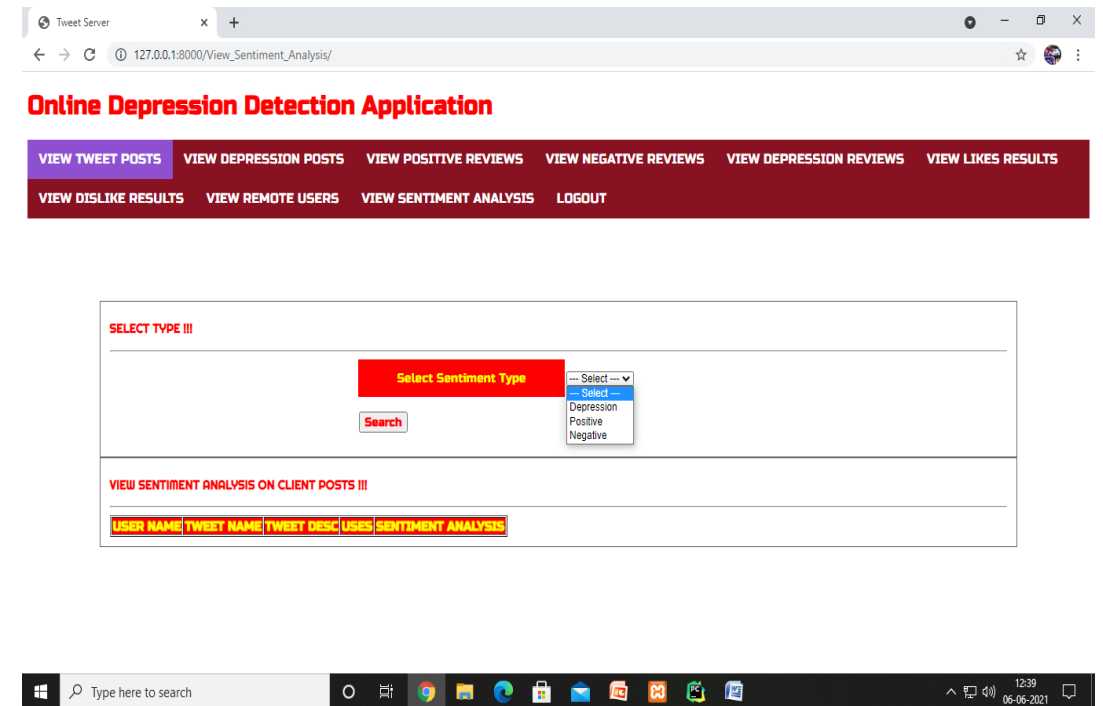 Tweet Server
127.0.0.1:8000/View_Sentiment_Analysis/
Online Depression Detection Application
VIEW TWEET POSTS VIEW DEPRESSION POSTS VIEW POSITIVE REVIEWS VIEW NEGATIVE REVIEWS VIEW DEPRESSION REVIEWS VIEW LIKES RESULTS
VIEW DISLIKE RESULTS VIEW REMOTE USERS VIEW SENTIMENT ANALYSIS LOGOUT
SELECT TYPE !!!
Select Sentiment Type --- Select ---
--- Select ---
Depression
Search Positive
Negative
VIEW SENTIMENT ANALYSIS ON CLIENT POSTS !!!
USER NAME TWEET NAME TWEET DESC USES SENTIMENT ANALYSIS
Type here to search
12:39
06-06-2021